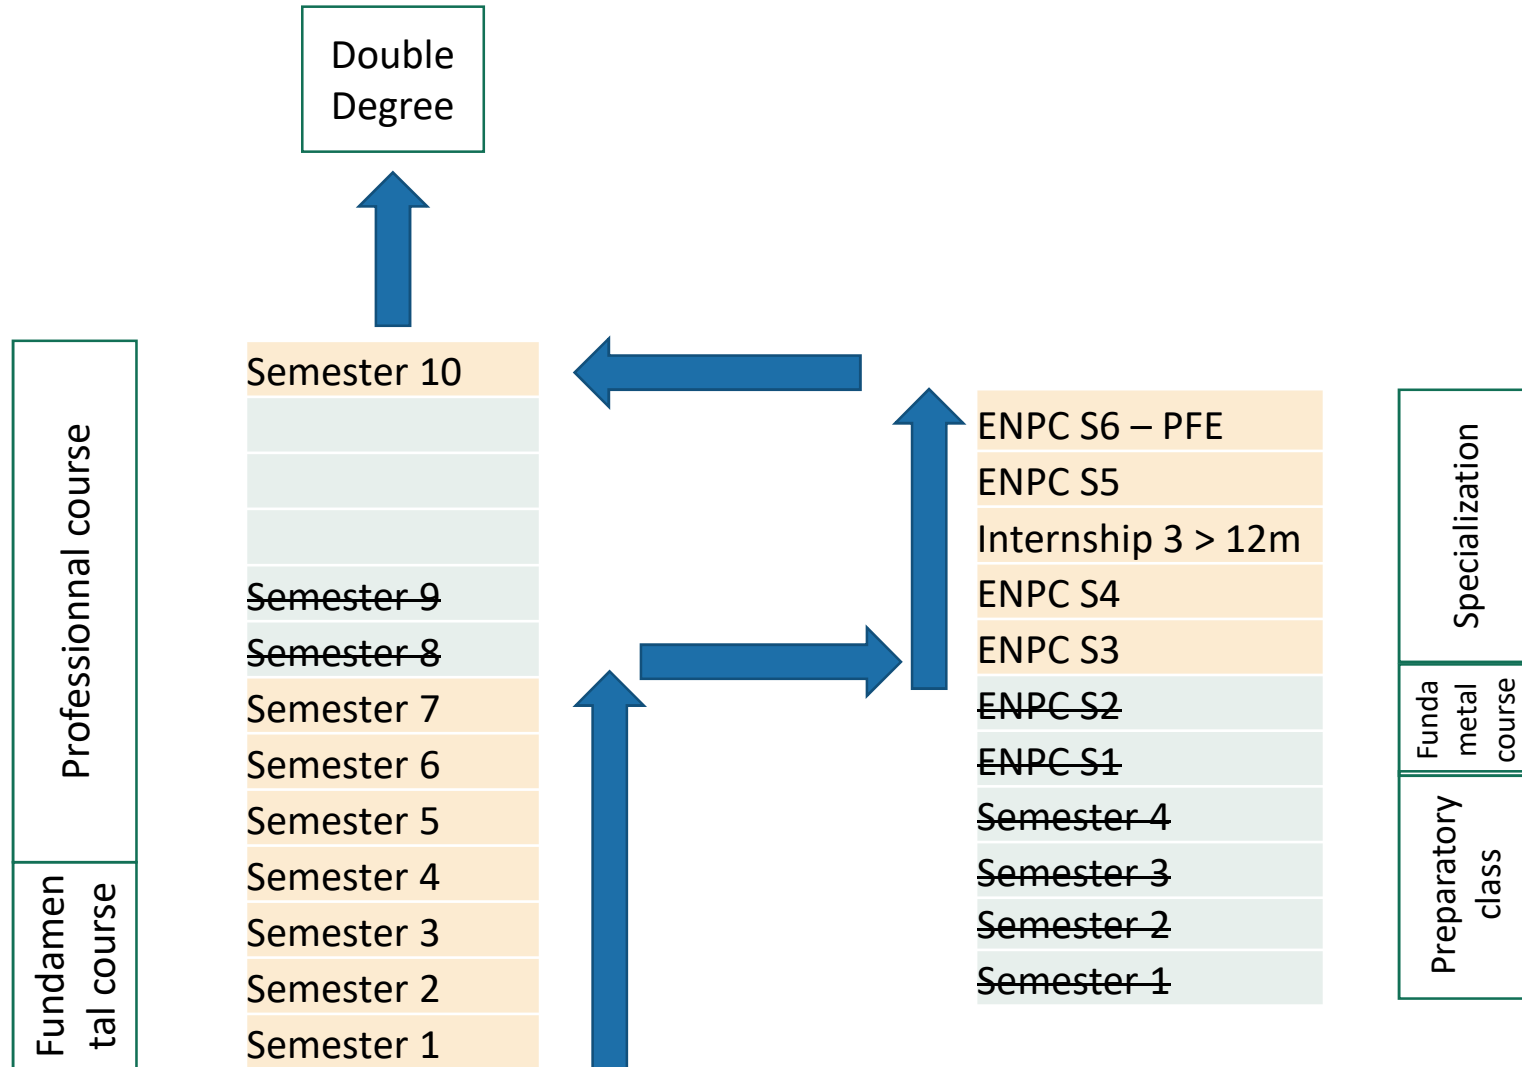 Double
Degree
Professionnal course
Fundamen
tal course
Semester 10
Semester 9
Semester 8
Semester 7
Semester 6
Semester 5
Semester 4
Semester 3
Semester 2
Semester 1
ENPC S6 – PFE
ENPC S5
Internship 3 > 12m
ENPC S4
ENPC S3
ENPC S2
ENPC S1
Semester 4
Semester 3
Semester 2
Semester 1
Specialization
Funda
metal
course
Preparatory
class